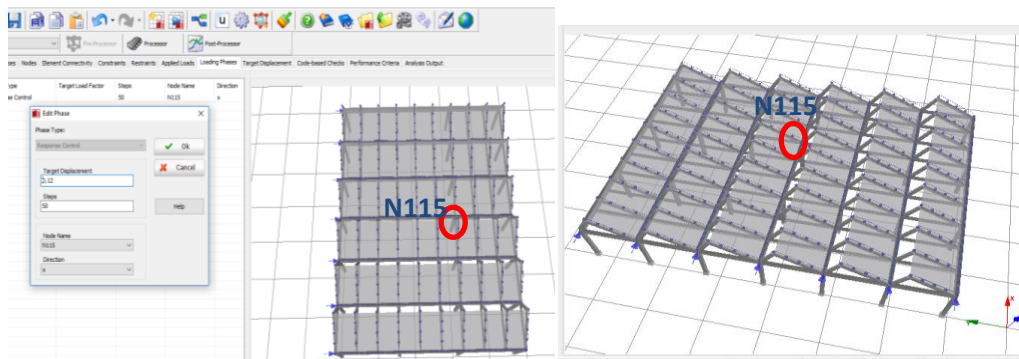 Pre-Processor Processor Post-Processor
Nodes Element Connectivity Constraints Restraints Applied Loads Loading Phases Target Displacement Code-based Checks Performance Criteria Analysis Output
Target Load Factor Steps Node Name Direction
50 N115 x
Edit Phase
Phase Type:
Response Control
Ok
Cancel
Target Displacement
Steps
50
Help
Node Name
N115
Direction
x
N115
N115